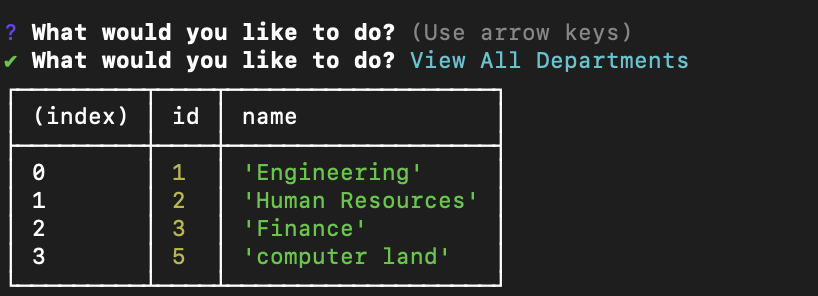 ? What would you like to do? (Use arrow keys)
✔ What would you like to do? View All Departments
(index) id name
0 1 'Engineering'
1 2 'Human Resources'
2 3 'Finance'
3 5 'computer land'